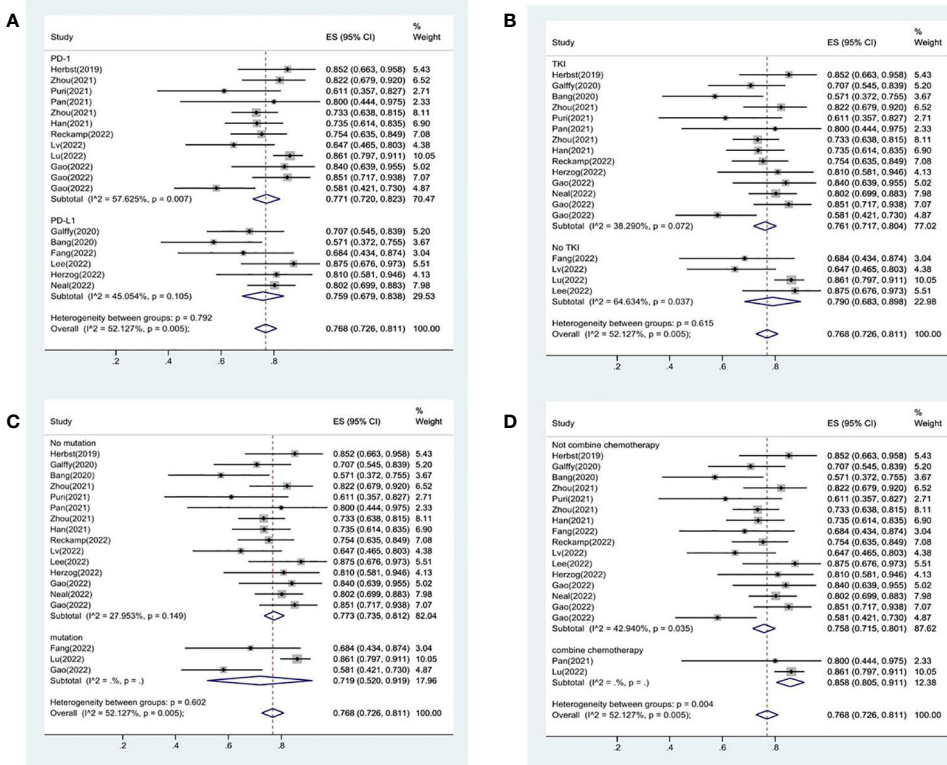 A
%
Study ES (95% CI) Weight
PD-1
Herbst(2019) 0.852 (0.663, 0.958) 5.43
Zhou(2021) 0.822 (0.679, 0.920) 6.52
Puri(2021) 0.611 (0.357, 0.827) 2.71
Pan(2021) 0.800 (0.444, 0.975) 2.33
Zhou(2021) 0.733 (0.638, 0.815) 8.11
Han(2021) 0.735 (0.614, 0.835) 6.90
Reckamp(2022) 0.754 (0.635, 0.849) 7.08
Lv(2022) 0.647 (0.465, 0.803) 4.38
Lu(2022) 0.861 (0.797, 0.911) 10.05
Gao(2022) 0.840 (0.639, 0.955) 5.02
Gao(2022) 0.851 (0.717, 0.938) 7.07
Gao(2022) 0.581 (0.421, 0.730) 4.87
Subtotal (I^2 = 57.625%, p = 0.007) 0.771 (0.720, 0.823) 70.47
PD-L1
Galffy(2020) 0.707 (0.545, 0.839) 5.20
Bang(2020) 0.571 (0.372, 0.755) 3.67
Fang(2022) 0.684 (0.434, 0.874) 3.04
Lee(2022) 0.875 (0.676, 0.973) 5.51
Herzog(2022) 0.810 (0.581, 0.946) 4.13
Neal(2022) 0.802 (0.699, 0.883) 7.98
Subtotal (I^2 = 45.054%, p = 0.105) 0.759 (0.679, 0.838) 29.53
Heterogeneity between groups: p = 0.792
Overall (I^2 = 52.127%, p = 0.005); 0.768 (0.726, 0.811) 100.00
.2 .4 .6 .8
B
%
Study ES (95% CI) Weight
TKI
Herbst(2019) 0.852 (0.663, 0.958) 5.43
Galffy(2020) 0.707 (0.545, 0.839) 5.20
Bang(2020) 0.571 (0.372, 0.755) 3.67
Zhou(2021) 0.822 (0.679, 0.920) 6.52
Puri(2021) 0.611 (0.357, 0.827) 2.71
Pan(2021) 0.800 (0.444, 0.975) 2.33
Zhou(2021) 0.733 (0.638, 0.815) 8.11
Han(2021) 0.735 (0.614, 0.835) 6.90
Reckamp(2022) 0.754 (0.635, 0.849) 7.08
Herzog(2022) 0.810 (0.581, 0.946) 4.13
Gao(2022) 0.840 (0.639, 0.955) 5.02
Neal(2022) 0.802 (0.699, 0.883) 7.98
Gao(2022) 0.851 (0.717, 0.938) 7.07
Gao(2022) 0.581 (0.421, 0.730) 4.87
Subtotal (I^2 = 38.290%, p = 0.072) 0.761 (0.717, 0.804) 77.02
No TKI
Fang(2022) 0.684 (0.434, 0.874) 3.04
Lv(2022) 0.647 (0.465, 0.803) 4.38
Lu(2022) 0.861 (0.797, 0.911) 10.05
Lee(2022) 0.875 (0.676, 0.973) 5.51
Subtotal (I^2 = 64.634%, p = 0.037) 0.790 (0.683, 0.898) 22.98
Heterogeneity between groups: p = 0.615
Overall (I^2 = 52.127%, p = 0.005); 0.768 (0.726, 0.811) 100.00
.2 .4 .6 .8
C
%
Study ES (95% CI) Weight
No mutation
Herbst(2019) 0.852 (0.663, 0.958) 5.43
Galffy(2020) 0.707 (0.545, 0.839) 5.20
Bang(2020) 0.571 (0.372, 0.755) 3.67
Zhou(2021) 0.822 (0.679, 0.920) 6.52
Puri(2021) 0.611 (0.357, 0.827) 2.71
Pan(2021) 0.800 (0.444, 0.975) 2.33
Zhou(2021) 0.733 (0.638, 0.815) 8.11
Han(2021) 0.735 (0.614, 0.835) 6.90
Reckamp(2022) 0.754 (0.635, 0.849) 7.08
Lv(2022) 0.647 (0.465, 0.803) 4.38
Lee(2022) 0.875 (0.676, 0.973) 5.51
Herzog(2022) 0.810 (0.581, 0.946) 4.13
Gao(2022) 0.840 (0.639, 0.955) 5.02
Neal(2022) 0.802 (0.699, 0.883) 7.98
Gao(2022) 0.851 (0.717, 0.938) 7.07
Subtotal (I^2 = 27.953%, p = 0.149) 0.773 (0.735, 0.812) 82.04
mutation
Fang(2022) 0.684 (0.434, 0.874) 3.04
Lu(2022) 0.861 (0.797, 0.911) 10.05
Gao(2022) 0.581 (0.421, 0.730) 4.87
Subtotal (I^2 = .%, p = .) 0.719 (0.520, 0.919) 17.96
Heterogeneity between groups: p = 0.602
Overall (I^2 = 52.127%, p = 0.005); 0.768 (0.726, 0.811) 100.00
.2 .4 .6 .8
D
%
Study ES (95% CI) Weight
Not combine chemotherapy
Herbst(2019) 0.852 (0.663, 0.958) 5.43
Galffy(2020) 0.707 (0.545, 0.839) 5.20
Bang(2020) 0.571 (0.372, 0.755) 3.67
Zhou(2021) 0.822 (0.679, 0.920) 6.52
Puri(2021) 0.611 (0.357, 0.827) 2.71
Zhou(2021) 0.733 (0.638, 0.815) 8.11
Han(2021) 0.735 (0.614, 0.835) 6.90
Fang(2022) 0.684 (0.434, 0.874) 3.04
Reckamp(2022) 0.754 (0.635, 0.849) 7.08
Lv(2022) 0.647 (0.465, 0.803) 4.38
Lee(2022) 0.875 (0.676, 0.973) 5.51
Herzog(2022) 0.810 (0.581, 0.946) 4.13
Gao(2022) 0.840 (0.639, 0.955) 5.02
Neal(2022) 0.802 (0.699, 0.883) 7.98
Gao(2022) 0.851 (0.717, 0.938) 7.07
Gao(2022) 0.581 (0.421, 0.730) 4.87
Subtotal (I^2 = 42.940%, p = 0.035) 0.758 (0.715, 0.801) 87.62
combine chemotherapy
Pan(2021) 0.800 (0.444, 0.975) 2.33
Lu(2022) 0.861 (0.797, 0.911) 10.05
Subtotal (I^2 = .%, p = .) 0.858 (0.805, 0.911) 12.38
Heterogeneity between groups: p = 0.004
Overall (I^2 = 52.127%, p = 0.005); 0.768 (0.726, 0.811) 100.00
.2 .4 .6 .8